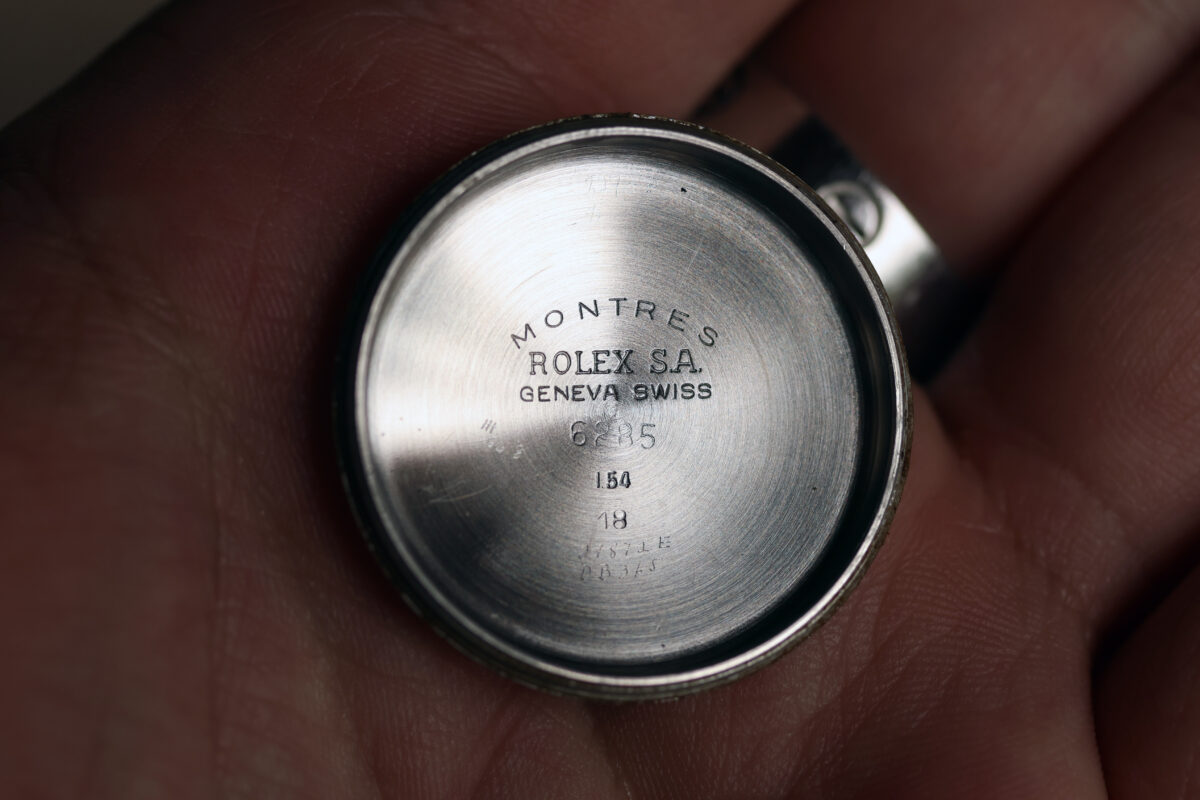 MONTRES
ROLEX S.A.
GENEVA SWISS
6285
I.54
18